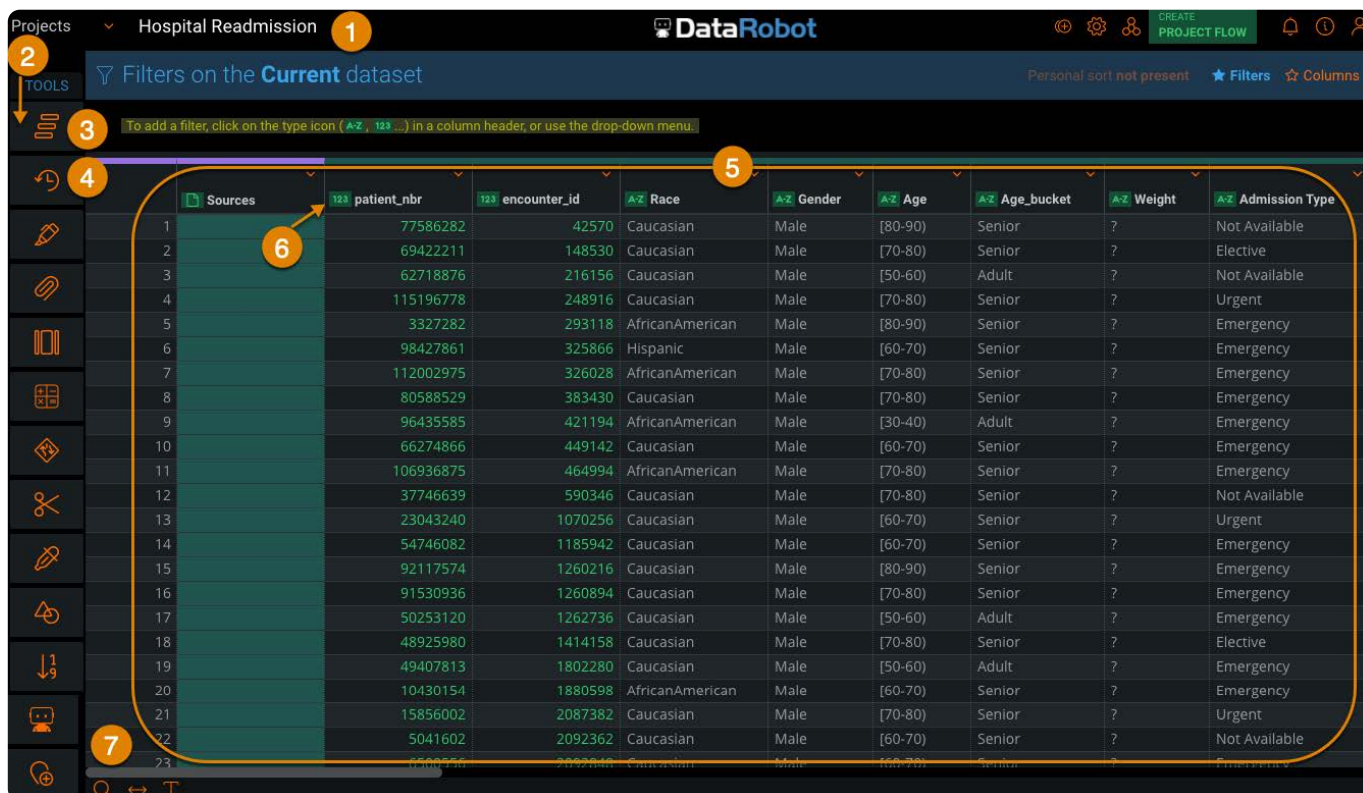 Projects Hospital Readmission 1 DataRobot CREATE PROJECT FLOW
2
TOOLS Filters on the Current dataset Personal sort not present Filters Columns
3 To add a filter, click on the type icon ( A-Z , 123 ...) in a column header, or use the drop-down menu.
4 5
Sources 123 patient_nbr 123 encounter_id A-Z Race A-Z Gender A-Z Age A-Z Age_bucket A-Z Weight A-Z Admission Type
6
1 77586282 42570 Caucasian Male [80-90) Senior ? Not Available
2 69422211 148530 Caucasian Male [70-80) Senior ? Elective
3 62718876 216156 Caucasian Male [50-60) Adult ? Not Available
4 115196778 248916 Caucasian Male [70-80) Senior ? Urgent
5 3327282 293118 AfricanAmerican Male [80-90) Senior ? Emergency
6 98427861 325866 Hispanic Male [60-70) Senior ? Emergency
7 112002975 326028 AfricanAmerican Male [70-80) Senior ? Emergency
8 80588529 383430 Caucasian Male [70-80) Senior ? Emergency
9 96435585 421194 AfricanAmerican Male [30-40) Adult ? Emergency
10 66274866 449142 Caucasian Male [60-70) Senior ? Emergency
11 106936875 464994 AfricanAmerican Male [70-80) Senior ? Emergency
12 37746639 590346 Caucasian Male [70-80) Senior ? Not Available
13 23043240 1070256 Caucasian Male [60-70) Senior ? Urgent
14 54746082 1185942 Caucasian Male [60-70) Senior ? Emergency
15 92117574 1260216 Caucasian Male [80-90) Senior ? Emergency
16 91530936 1260894 Caucasian Male [70-80) Senior ? Emergency
17 50253120 1262736 Caucasian Male [50-60) Adult ? Emergency
18 48925980 1414158 Caucasian Male [70-80) Senior ? Elective
19 49407813 1802280 Caucasian Male [50-60) Adult ? Emergency
20 10430154 1880598 AfricanAmerican Male [60-70) Senior ? Emergency
21 15856002 2087382 Caucasian Male [70-80) Senior ? Urgent
7 22 5041602 2092362 Caucasian Male [60-70) Senior ? Not Available
23